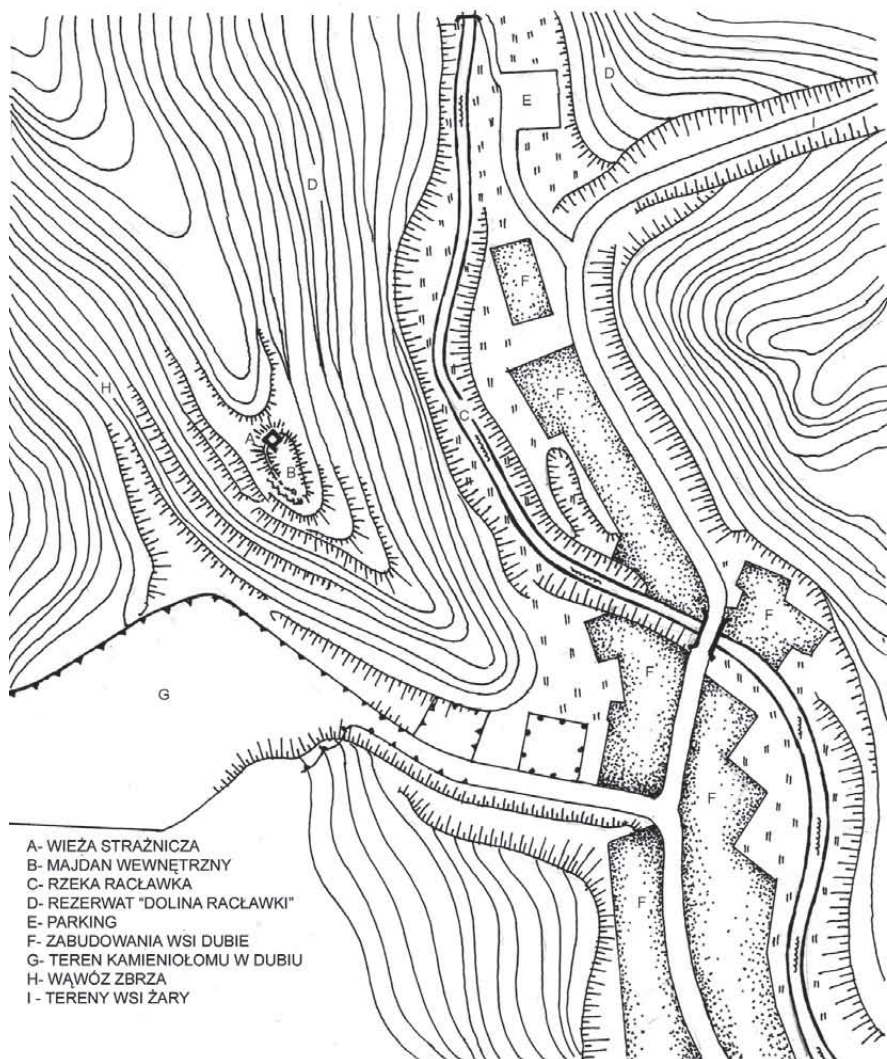 D
E
I
D
F
H
F
C
A
B
F
F
G
F
F
A- WIEŻA STRAŻNICZA
B- MAJDAN WEWNĘTRZNY
C- RZEKA RACŁAWKA
D- REZERWAT "DOLINA RACŁAWKI"
E- PARKING
F- ZABUDOWANIA WSI DUBIE
G- TEREN KAMIENIOŁOMU W DUBIU
H- WĄWÓZ ZBRZA
I - TERENY WSI ŻARY